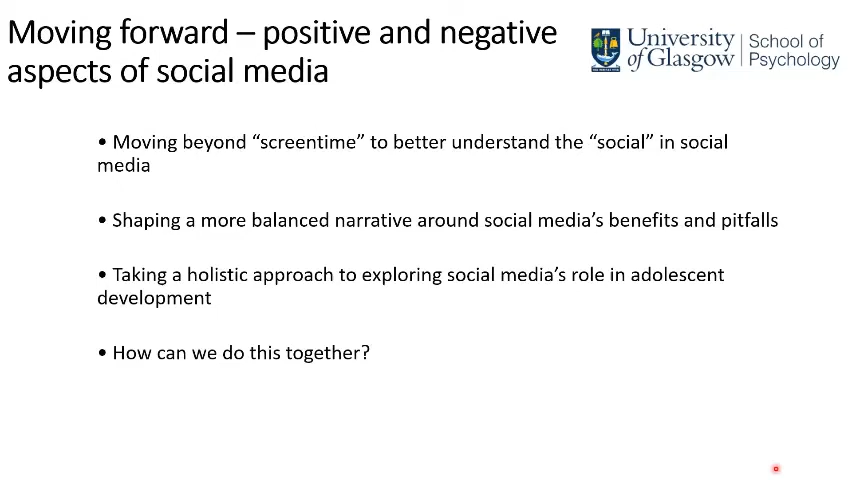 Moving forward – positive and negative
aspects of social media
University
of Glasgow
School of
Psychology
• Moving beyond “screentime” to better understand the “social” in social
media
• Shaping a more balanced narrative around social media’s benefits and pitfalls
• Taking a holistic approach to exploring social media’s role in adolescent
development
• How can we do this together?